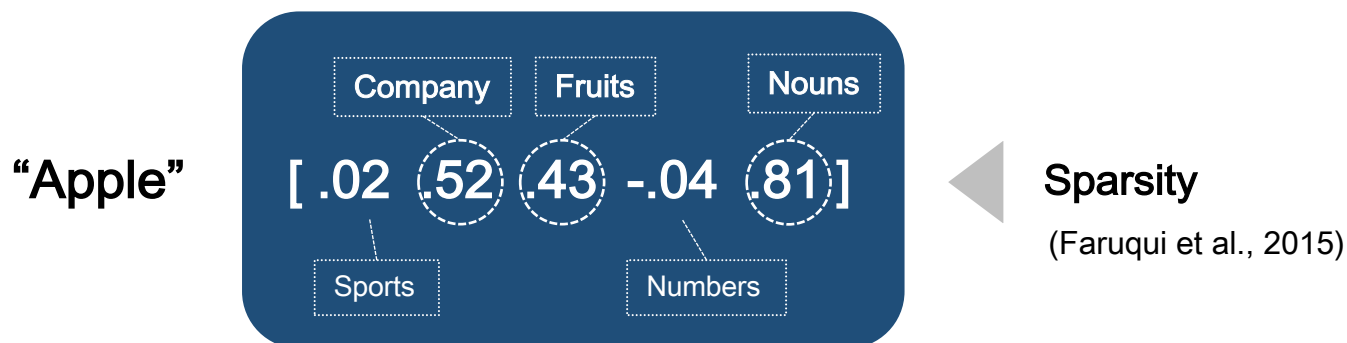 Company Fruits Nouns
“Apple” [ .02 .52 .43 -.04 .81 ] Sparsity
(Faruqui et al., 2015)
Sports Numbers